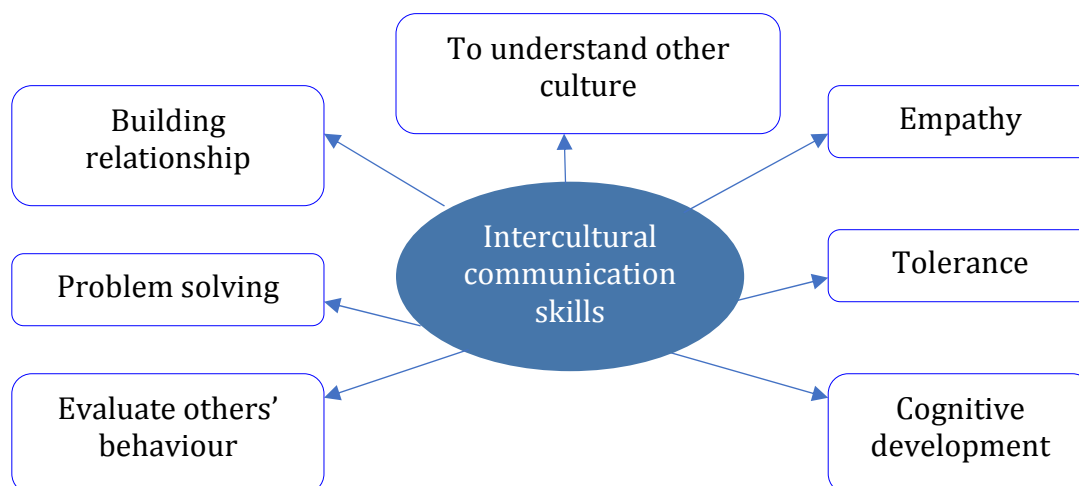 To understand other
culture
Building
relationship
Empathy
Intercultural
communication
skills
Problem solving
Tolerance
Evaluate others’
behaviour
Cognitive
development